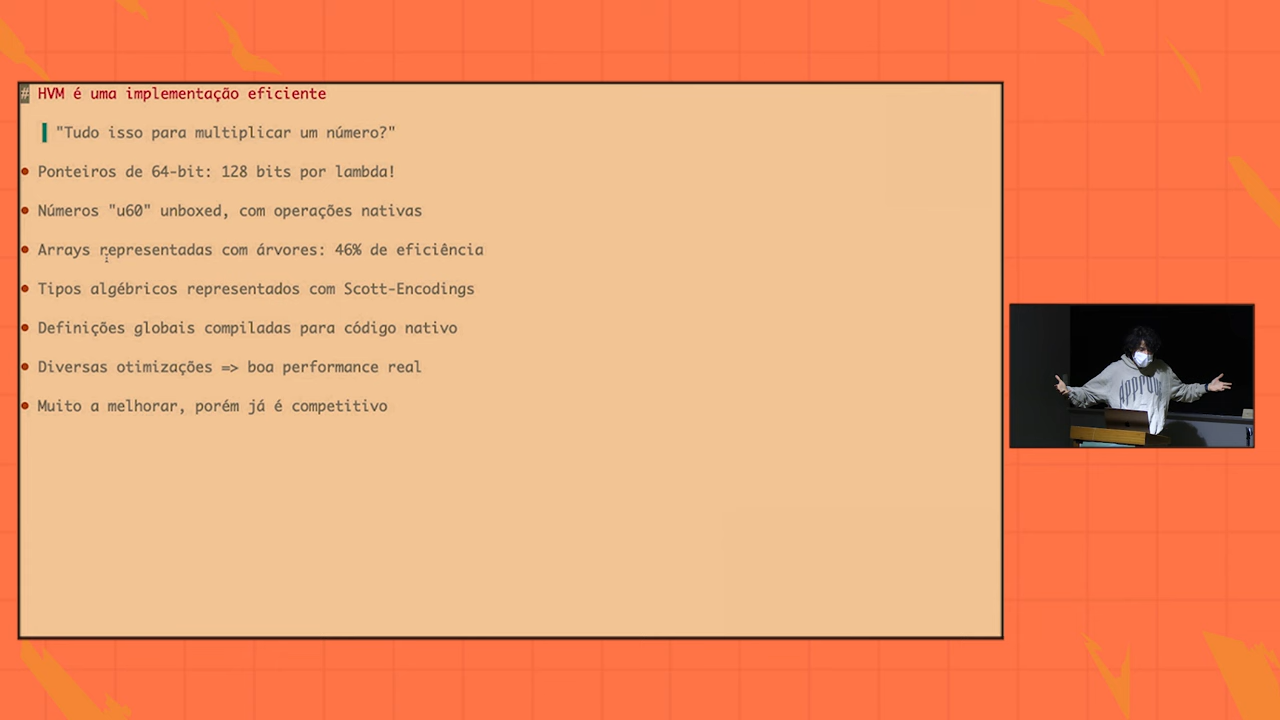 # HVM é uma implementação eficiente
"Tudo isso para multiplicar um número?"
• Ponteiros de 64-bit: 128 bits por lambda!
• Números "u60" unboxed, com operações nativas
• Arrays representadas com árvores: 46% de eficiência
• Tipos algébricos representados com Scott-Encodings
• Definições globais compiladas para código nativo
• Diversas otimizações => boa performance real
• Muito a melhorar, porém já é competitivo